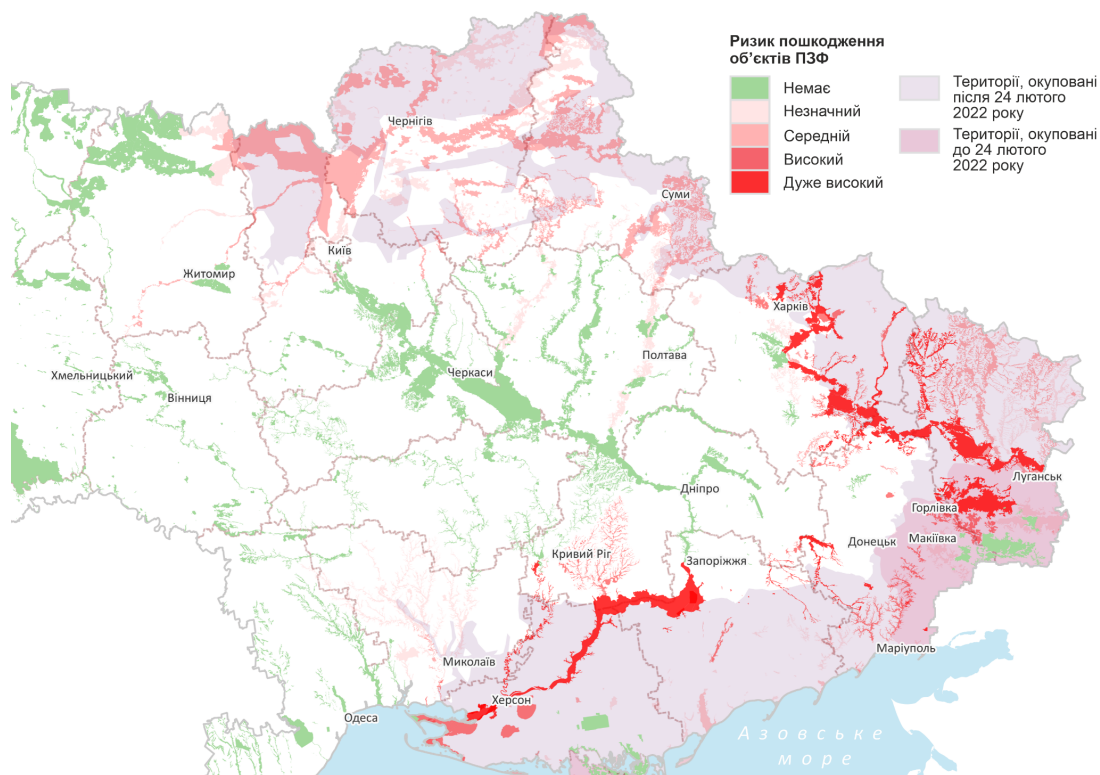 Ризик пошкодження
об’єктів ПЗФ
Немає
Незначний
Середній
Високий
Дуже високий
Території, окуповані
після 24 лютого
2022 року
Території, окуповані
до 24 лютого
2022 року
Чернігів
Суми
Київ
Житомир
Харків
Полтава
Хмельницький
Черкаси
Вінниця
Луганськ
Дніпро
Горлівка
Макіївка
Донецьк
Кривий Ріг
Запоріжжя
Маріуполь
Миколаїв
Херсон
Одеса
Азовське
море